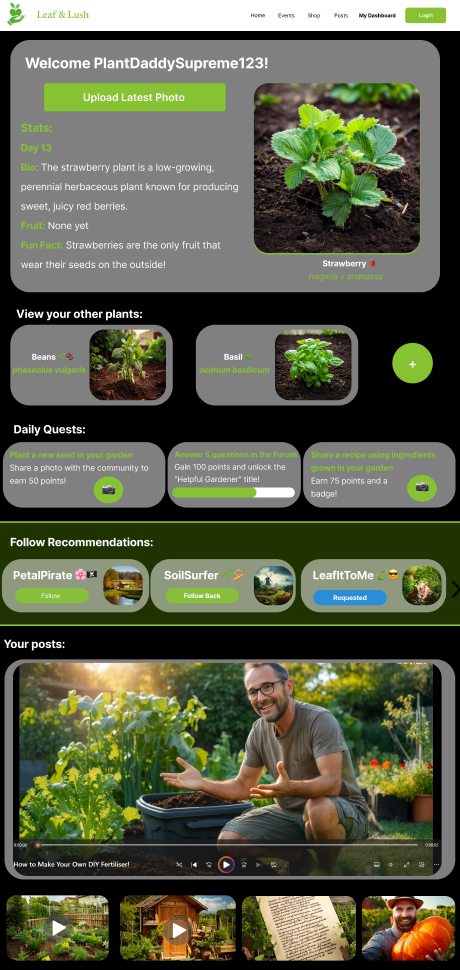 Leaf & Lush
Home Events Shop Posts My Dashboard Login
Welcome PlantDaddySupreme123!
Upload Latest Photo
Stats:
Day 13
Bio: The strawberry plant is a low-growing,
perennial herbaceous plant known for producing
sweet, juicy red berries.
Fruit: None yet
Fun Fact: Strawberries are the only fruit that
wear their seeds on the outside!
Strawberry
fragaria × ananassa
View your other plants:
Beans
phaseolus vulgaris
Basil
ocimum basilicum
+
Daily Quests:
Plant a new seed in your garden
Share a photo with the community to
earn 50 points!
Answer 5 questions in the Forum
Gain 100 points and unlock the
"Helpful Gardener" title!
Share a recipe using ingredients
grown in your garden
Earn 75 points and a
badge!
Follow Recommendations:
PetalPirate
Follow
SoilSurfer
Follow Back
LeafItToMe
Requested
Your posts:
How to Make Your Own DIY Fertiliser!